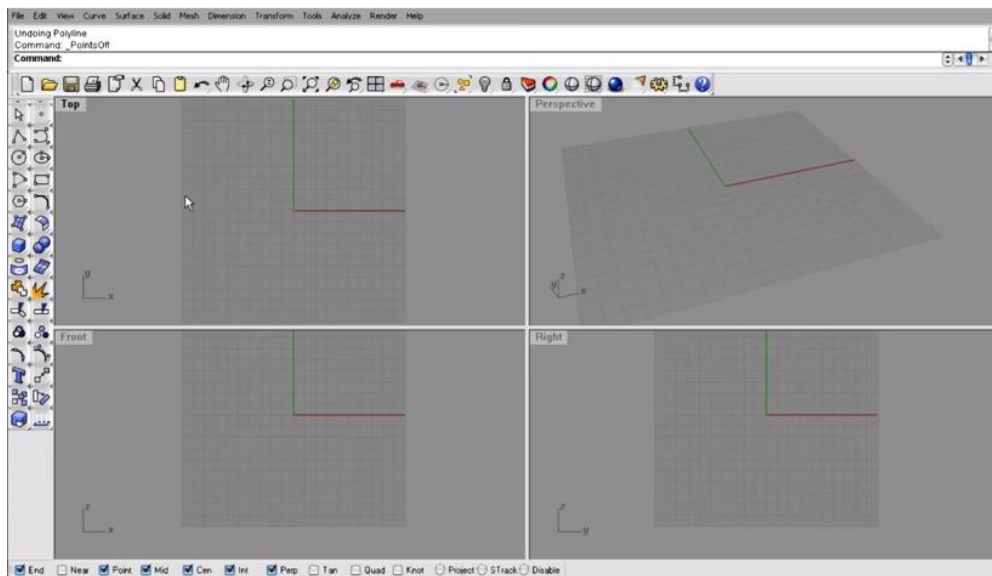 File Edit View Curve Surface Solid Mesh Dimension Transform Tools Analyze Render Help
Undoing Polyline
Command: _PointsOff
Command:
Top
Perspective
y
x
z
y
x
Front
Right
z
x
z
y
End Near Point Mid Cen Int Perp Tan Quad Knot Project STrack Disable